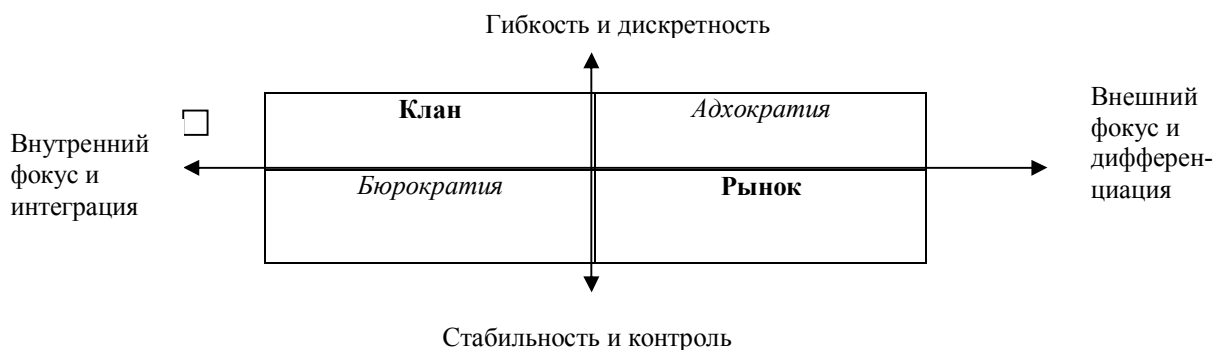 Гибкость и дискретность
Клан
Адхократия
Внешний
фокус и
дифферен-
циация
Внутренний
фокус и
интеграция
Бюрократия
Рынок
Стабильность и контроль